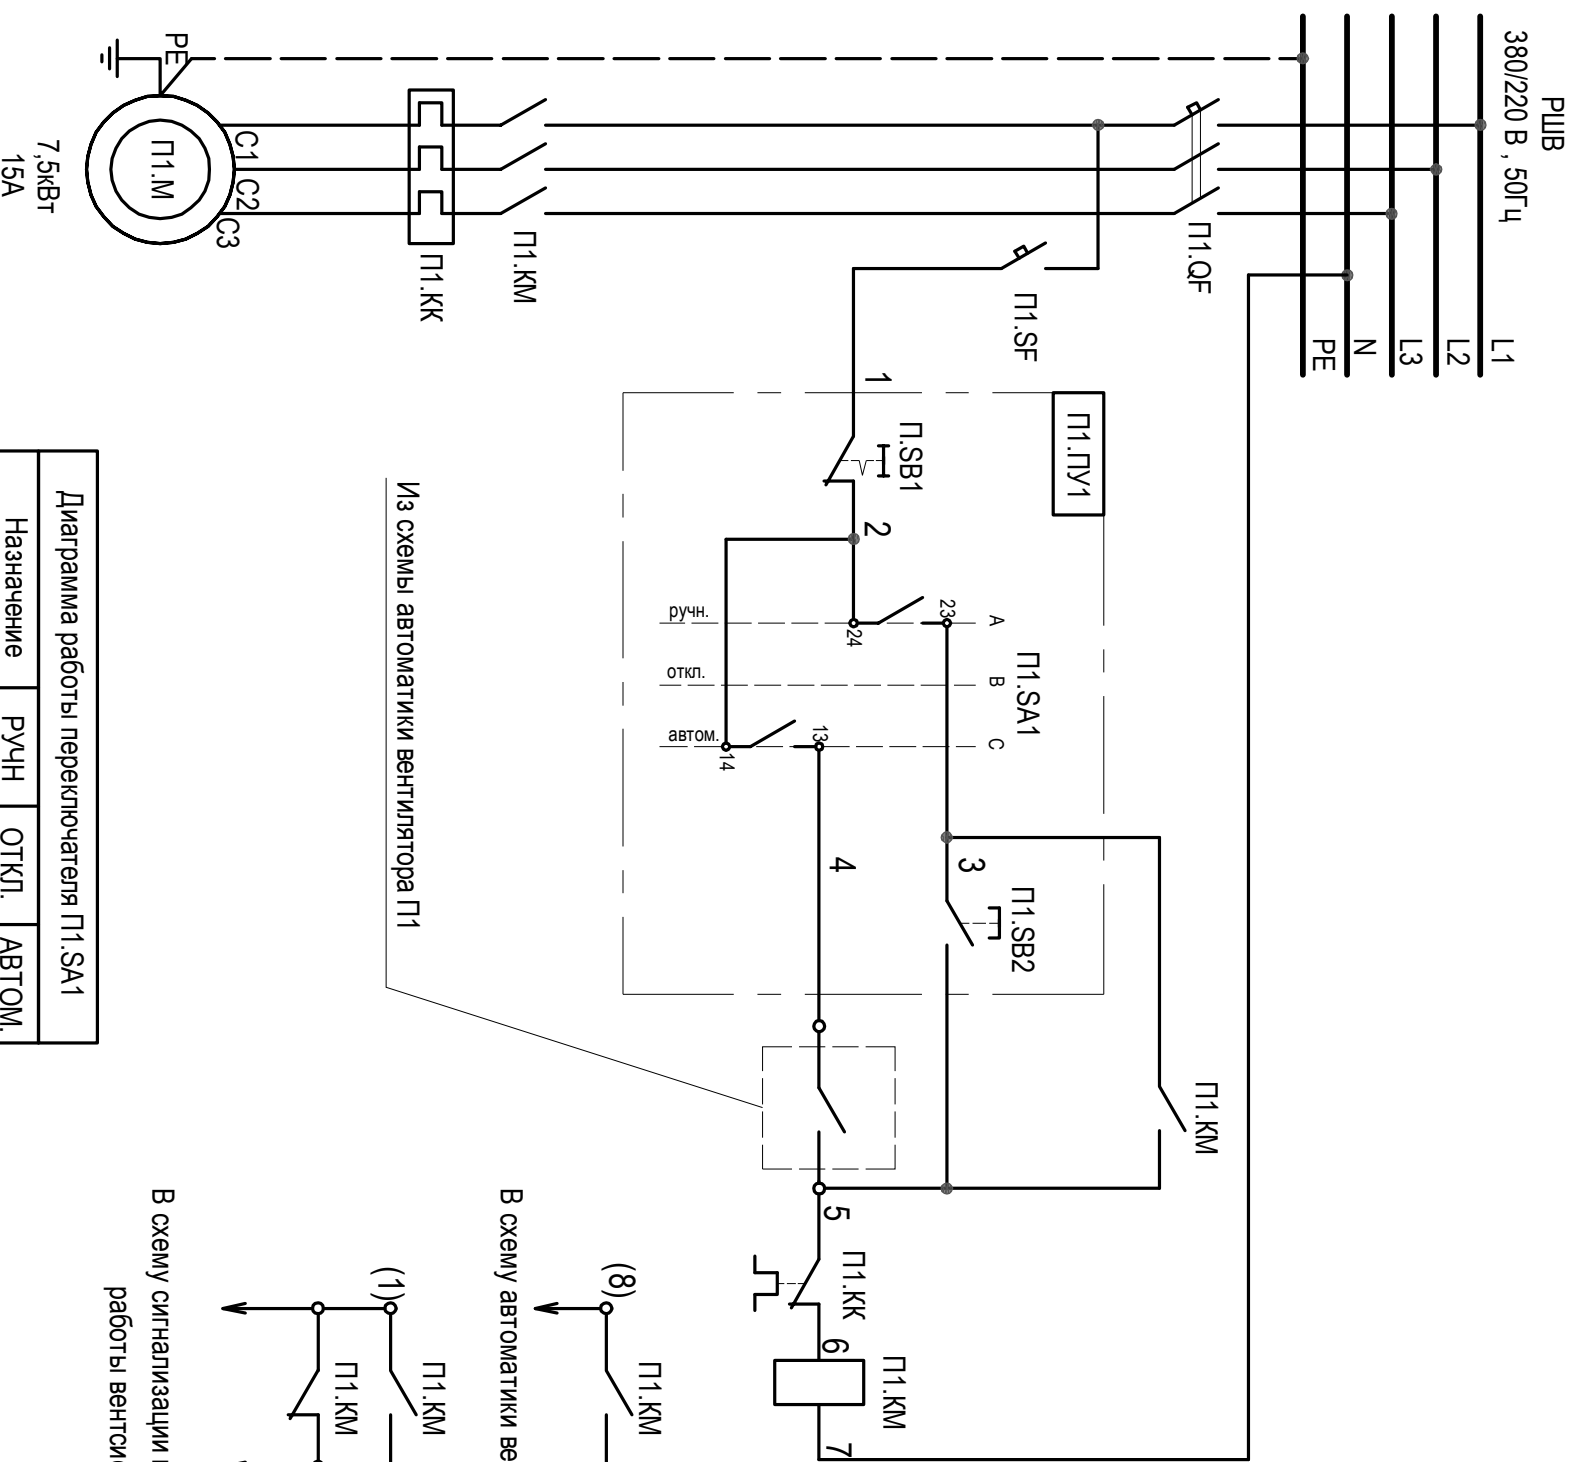 РШВ
380/220 В , 50Гц
L1
L2
L3
N
PE
PE
П1.QF
П1.SF
П1.КМ
П1.КК
С1
С2
С3
П1.М
7,5кВт
15А
П1.ПУ1
1
П.SB1
2
П1.SA1
А
В
С
ручн.
откл.
автом.
23
24
13
14
3
П1.SB2
4
П1.КМ
5
П1.КК
6
П1.КМ
7
Из схемы автоматики вентилятора П1
(8)
П1.КМ
В схему автоматики ве
(1)
П1.КМ
П1.КМ
В схему сигнализации
работы вентси
Диаграмма работы переключателя П1.SA1
Назначение
РУЧН
ОТКЛ.
АВТОМ.